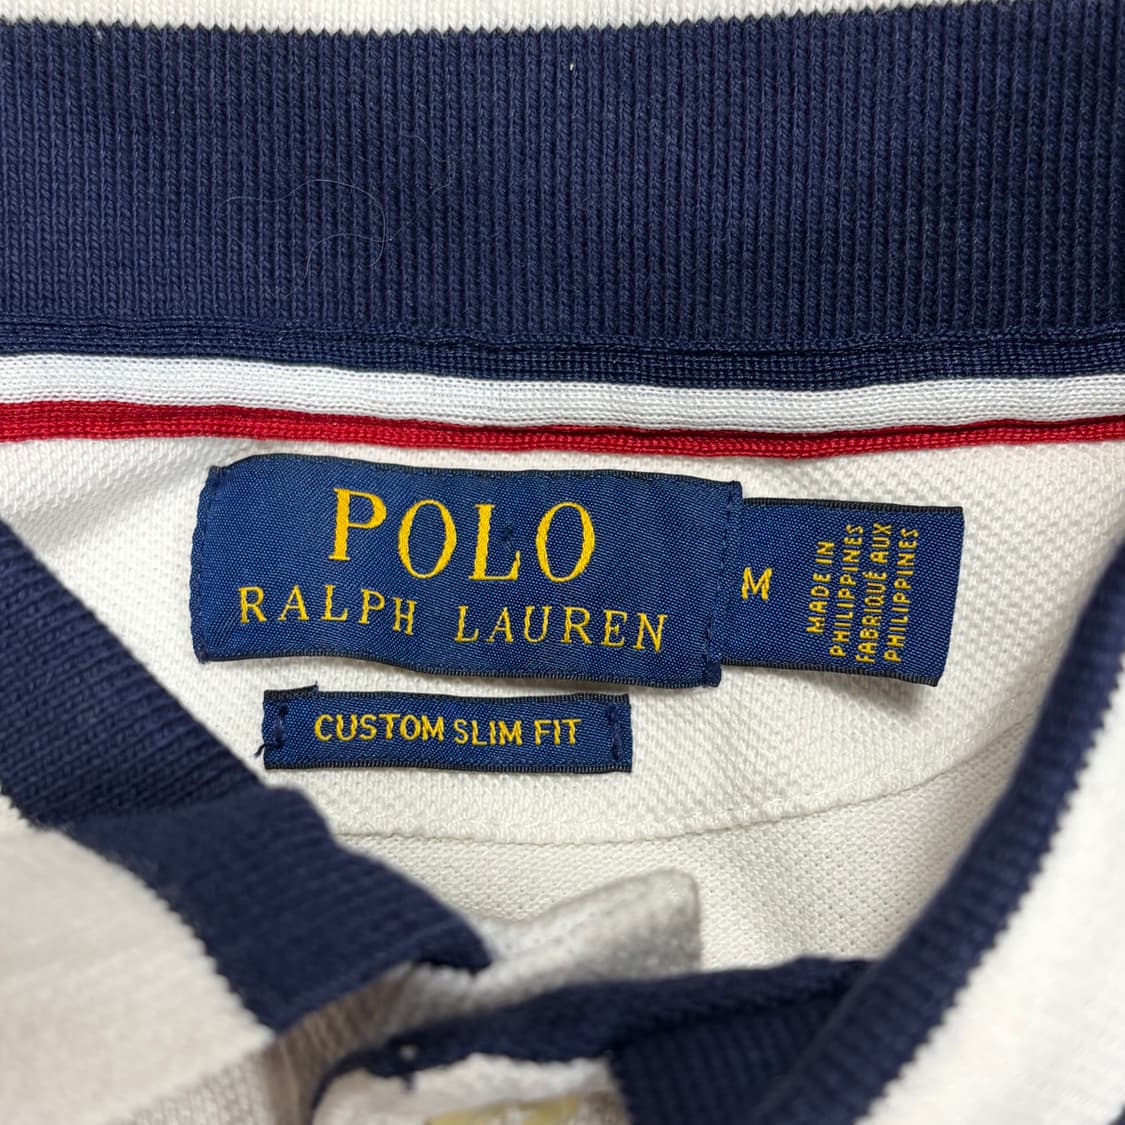 POLO
RALPH LAUREN
M
MADE IN
PHILIPPINES
FABRIQUÉ AUX
PHILIPPINES
CUSTOM SLIM FIT